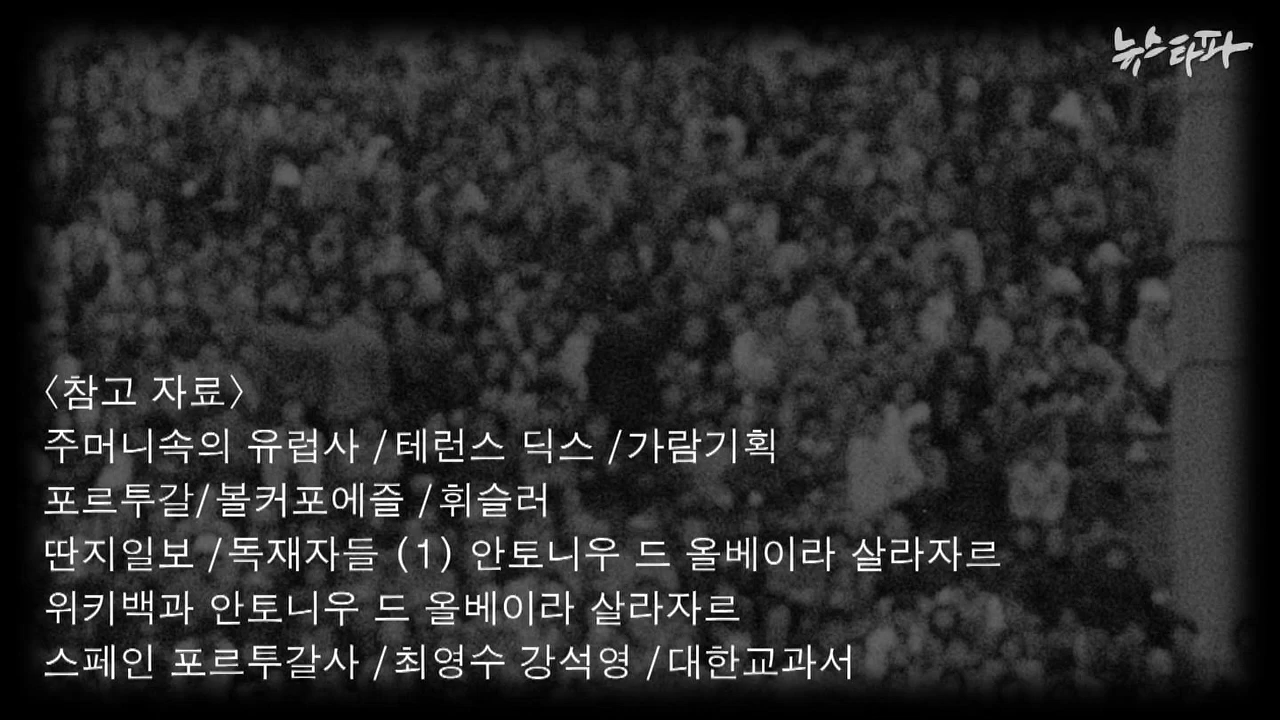 뉴스타파
〈참고 자료〉
주머니속의 유럽사 /테런스 딕스 /가람기획
포르투갈/볼커포에즐 /휘슬러
딴지일보 /독재자들 (1) 안토니우 드 올베이라 살라자르
위키백과 안토니우 드 올베이라 살라자르
스페인 포르투갈사 /최영수 강석영 /대한교과서